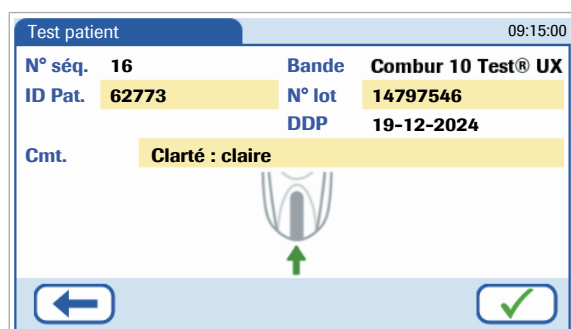 Test patient 09:15:00
N° séq. 16 Bande Combur 10 Test® UX
ID Pat. 62773 N° lot 14797546
DDP 19-12-2024
Cmt. Clarté : claire